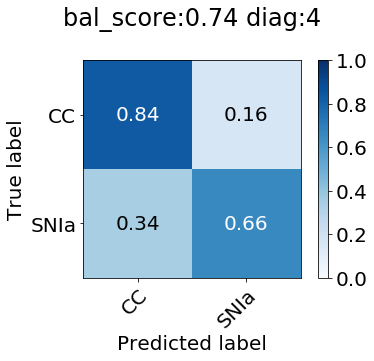 bal_score:0.74 diag:4
1.0
CC 0.84 0.16
0.8
0.6
True label
0.4
SNIa 0.34 0.66
0.2
0.0
CC SNIa
Predicted label